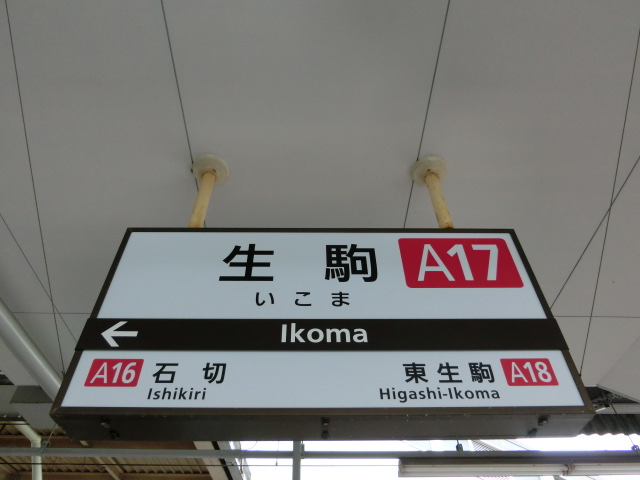 生駒 A17
いこま
Ikoma
A16 石切 東生駒 A18
Ishikiri Higashi-Ikoma